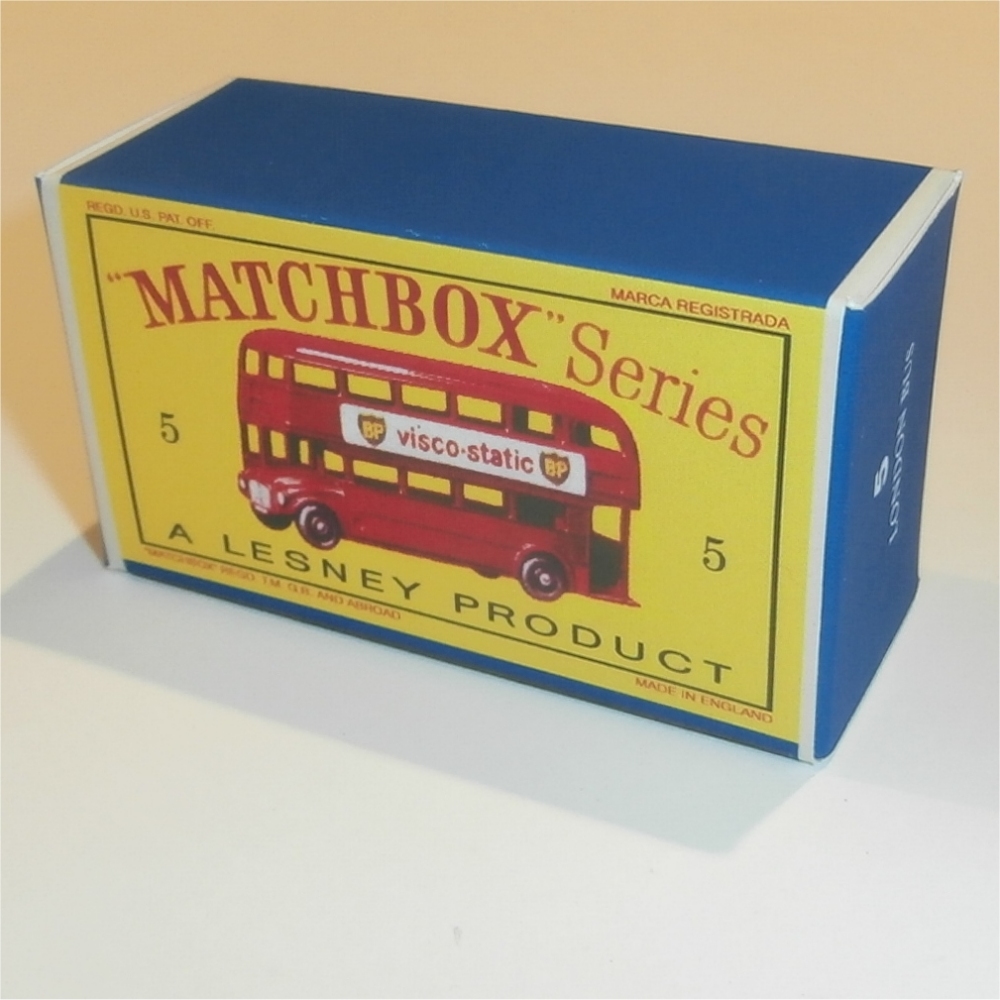 REGD. U.S. PAT. OFF.
MARCA REGISTRADA
"MATCHBOX" Series
BP visco·static BP
5
5
A LESNEY PRODUCT
"MATCHBOX" REGD. T.M. G.B. AND ABROAD
MADE IN ENGLAND
5
LONDON BUS